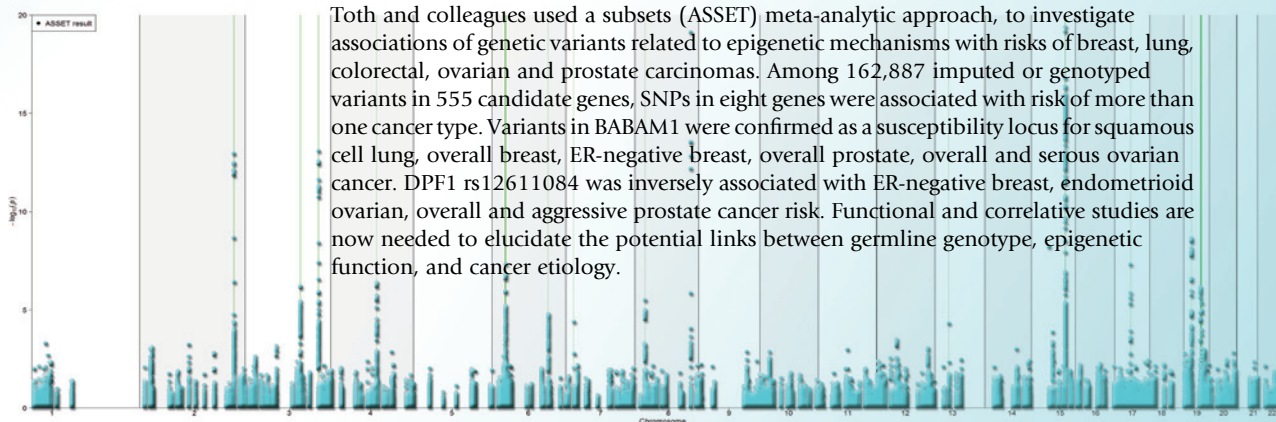 20
ASSET result
15
10
5
0
-log₁₀(p)
Toth and colleagues used a subsets (ASSET) meta-analytic approach, to investigate
associations of genetic variants related to epigenetic mechanisms with risks of breast, lung,
colorectal, ovarian and prostate carcinomas. Among 162,887 imputed or genotyped
variants in 555 candidate genes, SNPs in eight genes were associated with risk of more than
one cancer type. Variants in BABAM1 were confirmed as a susceptibility locus for squamous
cell lung, overall breast, ER-negative breast, overall prostate, overall and serous ovarian
cancer. DPF1 rs12611084 was inversely associated with ER-negative breast, endometrioid
ovarian, overall and aggressive prostate cancer risk. Functional and correlative studies are
now needed to elucidate the potential links between germline genotype, epigenetic
function, and cancer etiology.
1 2 3 4 5 6 7 8 9 10 11 12 13 14 15 16 17 18 19 20 21 22
Chromosome